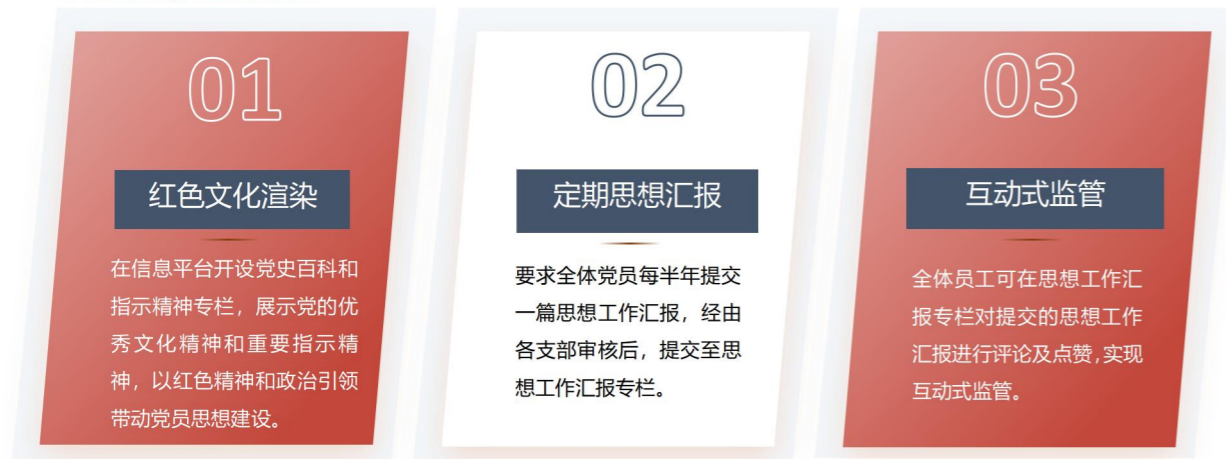 01
红色文化渲染
在信息平台开设党史百科和
指示精神专栏，展示党的优
秀文化精神和重要指示精
神，以红色精神和政治引领
带动党员思想建设。
02
定期思想汇报
要求全体党员每半年提交
一篇思想工作汇报，经由
各支部审核后，提交至思
想工作汇报专栏。
03
互动式监管
全体员工可在思想工作汇
报专栏对提交的思想工作
汇报进行评论及点赞,实现
互动式监管。